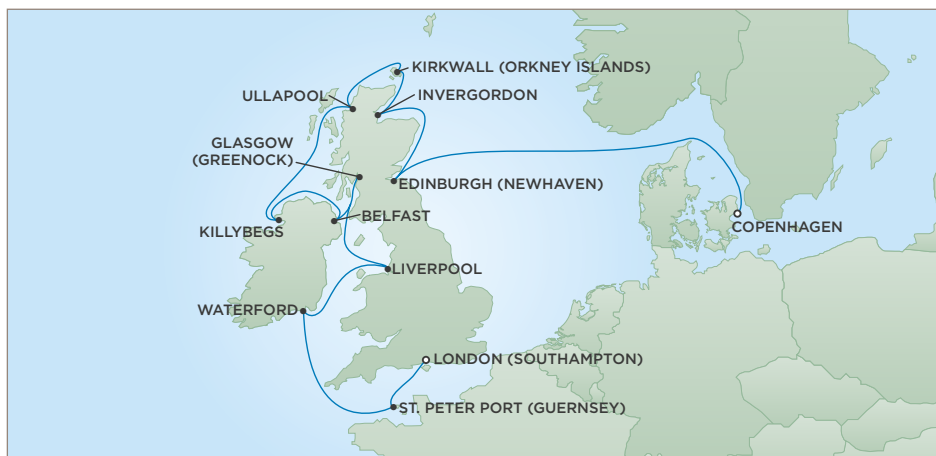 KIRKWALL (ORKNEY ISLANDS)
ULLAPOOL
INVERGORDON
GLASGOW
(GREENOCK)
EDINBURGH (NEWHAVEN)
BELFAST
KILLYBEGS
COPENHAGEN
LIVERPOOL
WATERFORD
LONDON (SOUTHAMPTON)
ST. PETER PORT (GUERNSEY)